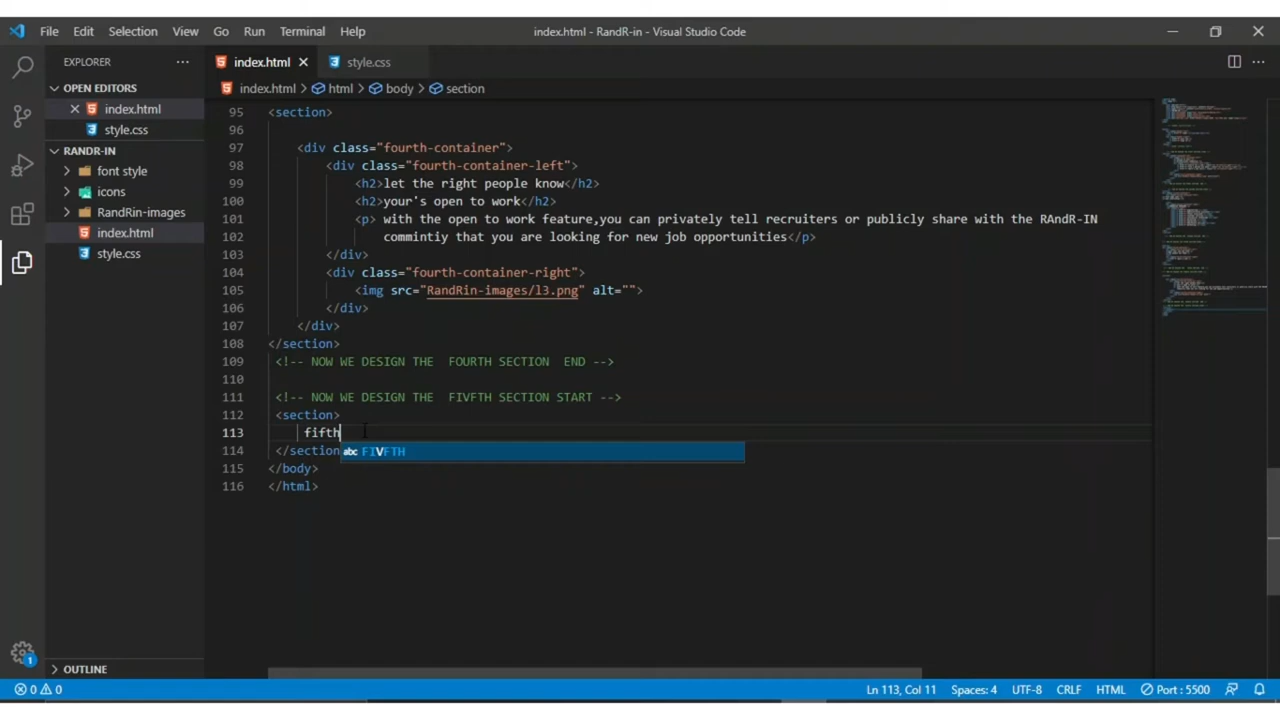 File Edit Selection View Go Run Terminal Help index.html - RandR-in - Visual Studio Code
EXPLORER ...
index.html style.css
OPEN EDITORS
index.html > html > body > section
index.html
style.css
RANDR-IN
font style
icons
RandRin-images
index.html
style.css
95 <section>
96
97 <div class="fourth-container">
98 <div class="fourth-container-left">
99 <h2>let the right people know</h2>
100 <h2>your's open to work</h2>
101 <p> with the open to work feature,you can privately tell recruiters or publicly share with the RAndR-IN
102 commintiy that you are looking for new job opportunities</p>
103 </div>
104 <div class="fourth-container-right">
105 <img src="RandRin-images/l3.png" alt="">
106 </div>
107 </div>
108 </section>
109 <!-- NOW WE DESIGN THE  FOURTH SECTION  END -->
110
111 <!-- NOW WE DESIGN THE  FIVFTH SECTION START -->
112 <section>
113 fifth
114 </section
abc FIVFTH
115 </body>
116 </html>
1
OUTLINE
0 0 Ln 113, Col 11 Spaces: 4 UTF-8 CRLF HTML Port : 5500